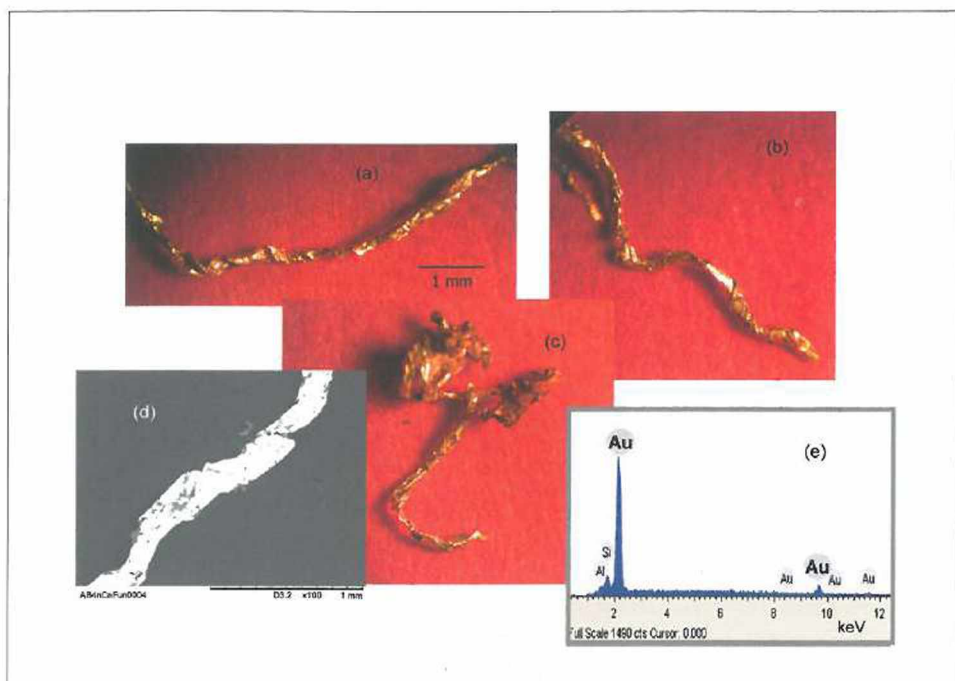 (a)
1 mm
(b)
(c)
(d)
AB4nCaFun0004
D3.2 x100 1 mm
(e)
Au
Si
Al
Au
Au
Au
Au
2 4 6 8 10 12
Full Scale 1490 cts Cursor: 0.000
keV